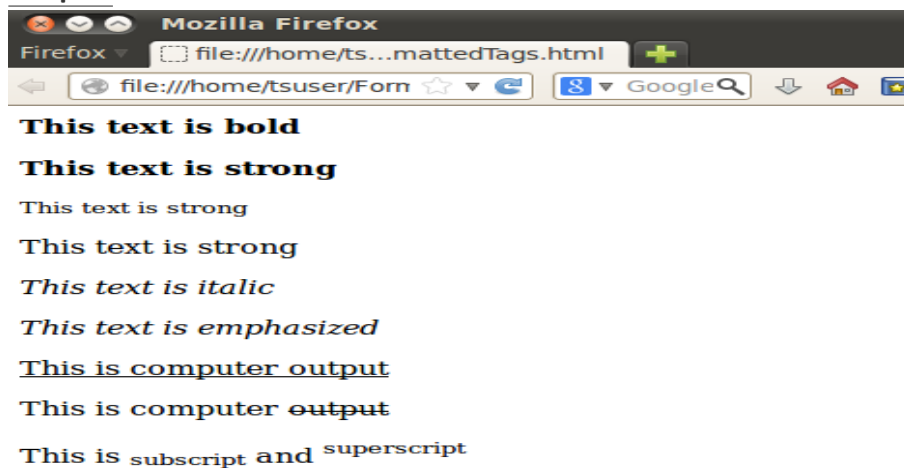 Mozilla Firefox
Firefox file:///home/ts...mattedTags.html
file:///home/tsuser/Forn Google
This text is bold
This text is strong
This text is strong
This text is strong
This text is italic
This text is emphasized
This is computer output
This is computer output
This is subscript and superscript